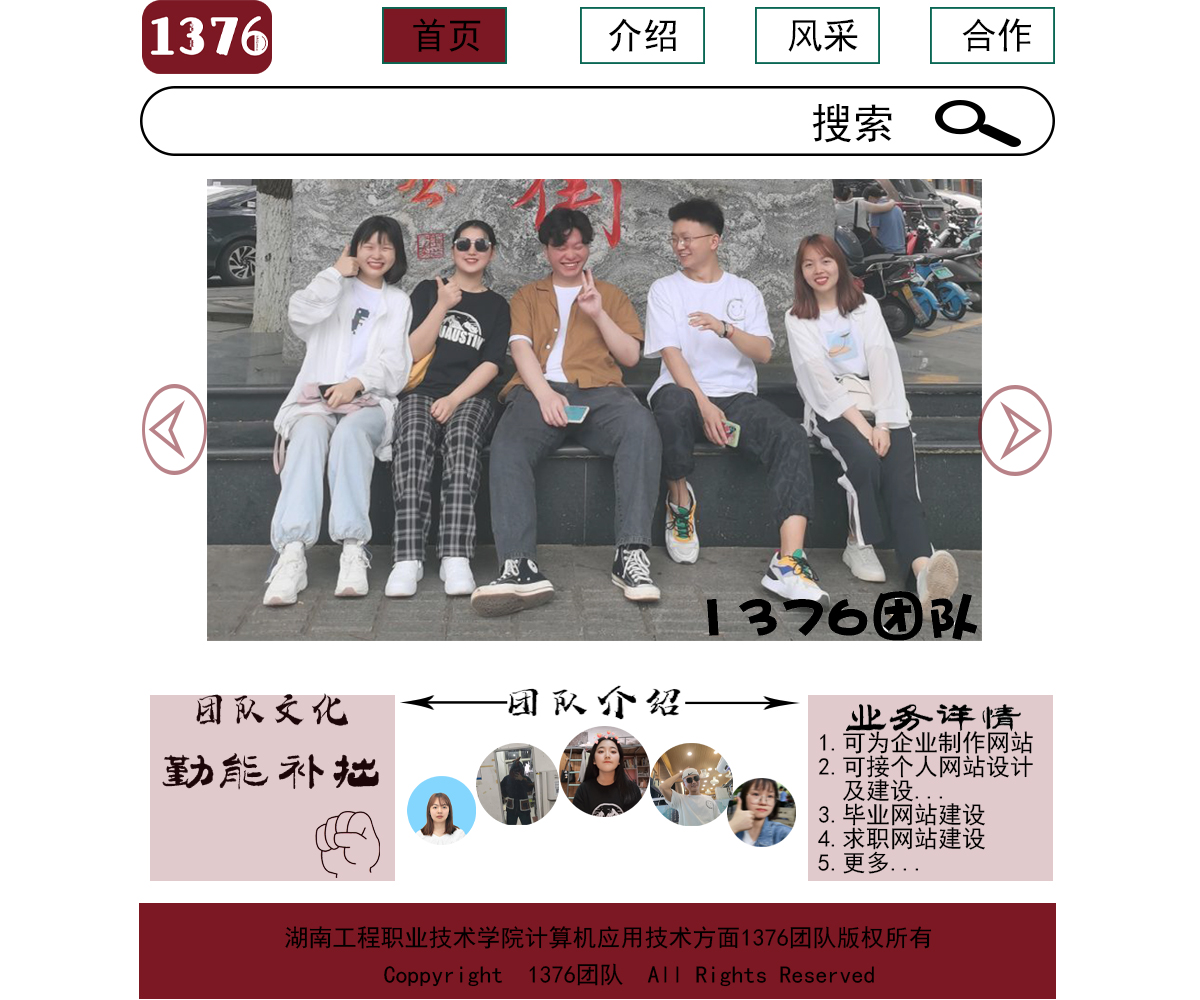 1376
首页
介绍
风采
合作
搜索
街
1376团队
团队文化
勤能补拙
团队介绍
业务详情
1.可为企业制作网站
2.可接个人网站设计
及建设...
3.毕业网站建设
4.求职网站建设
5.更多...
湖南工程职业技术学院计算机应用技术方面1376团队版权所有
Coppyright 1376团队 All Rights Reserved